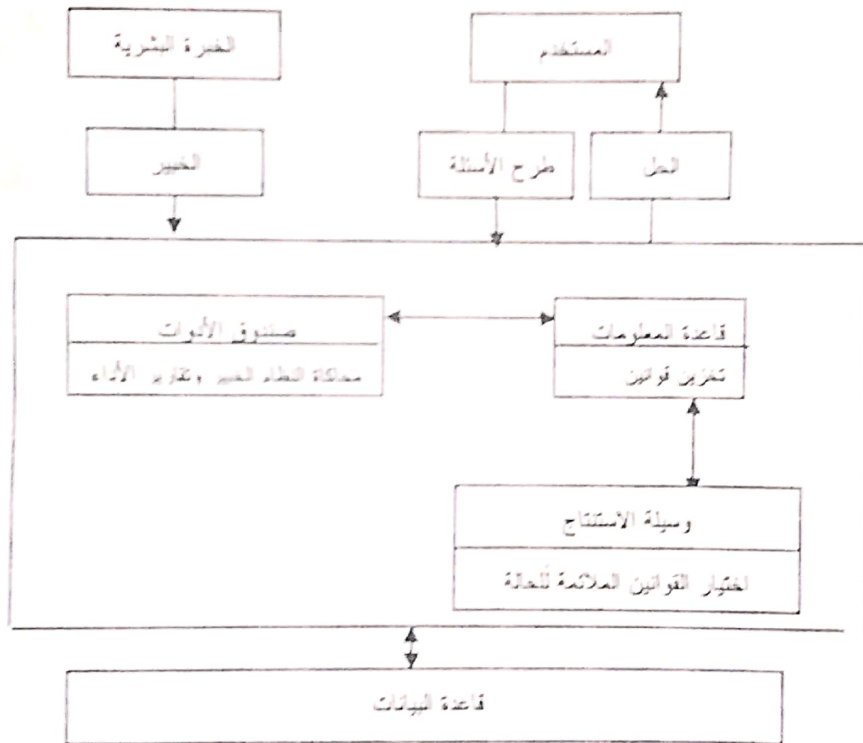 المستخدم
الخبرة البشرية
الحل
طرح الأسئلة
الخبير
قاعدة المعلومات
تخزين قوانين
صندوق الأدوات
محاكاة النظام الخبير وتقارير الأداء
وسيلة الاستنتاج
اختيار القوانين الملائمة للحالة
قاعدة البيانات